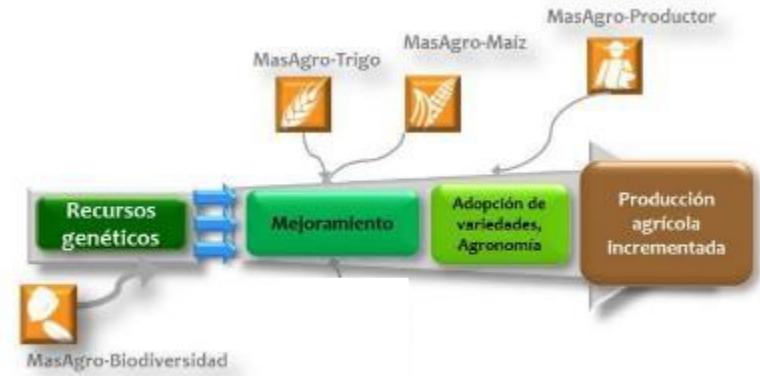 MasAgro-Productor
MasAgro-Maíz
MasAgro-Trigo
Recursos
genéticos
Mejoramiento
Adopción de
variedades,
Agronomía
Producción
agrícola
incrementada
MasAgro-Biodiversidad